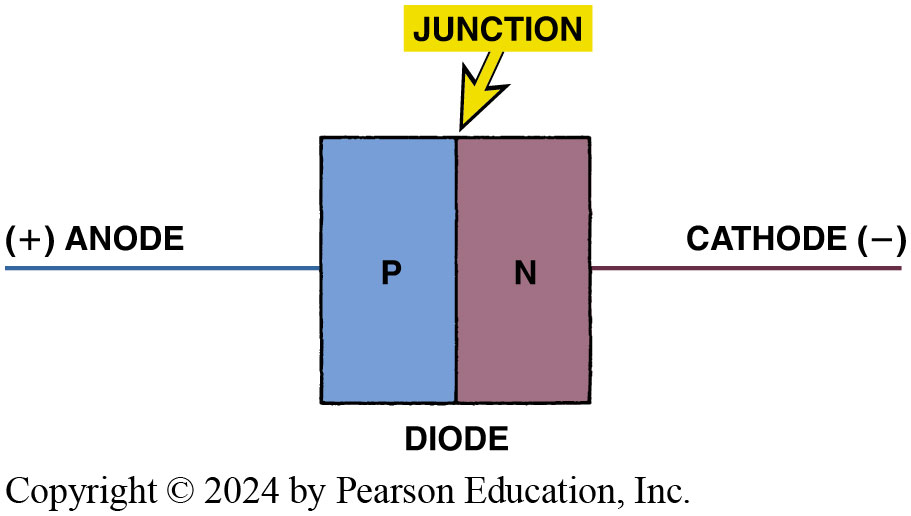 JUNCTION
(+) ANODE
CATHODE (−)
P
N
DIODE
Copyright © 2024 by Pearson Education, Inc.